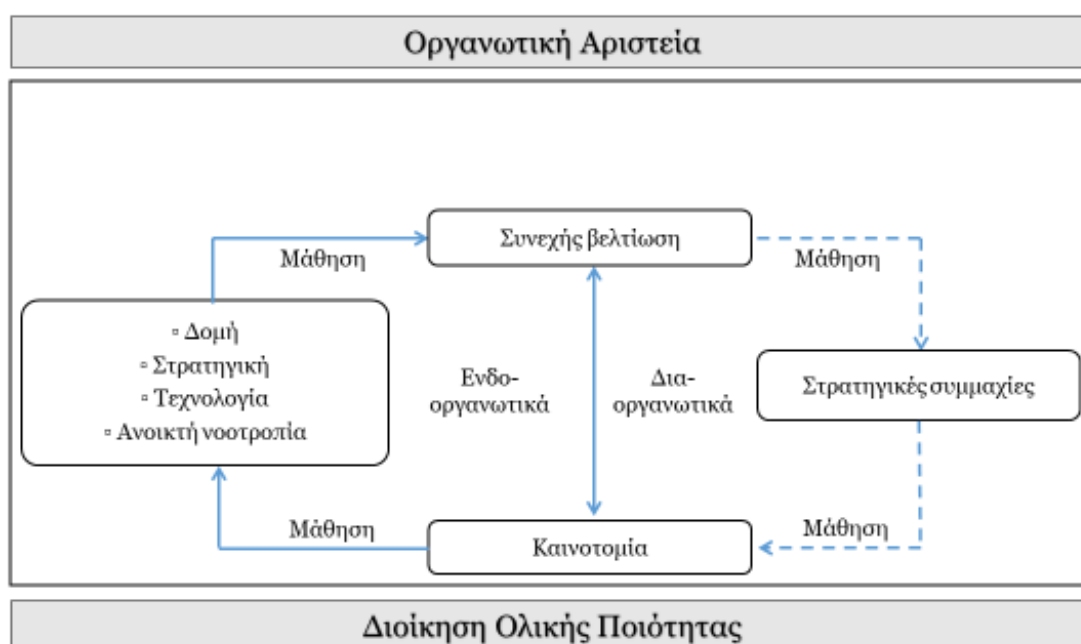 Οργανωτική Αριστεία
Συνεχής βελτίωση
Μάθηση
Μάθηση
▫ Δομή
▫ Στρατηγική
▫ Τεχνολογία
▫ Ανοικτή νοοτροπία
Ενδο-
οργανωτικά
Δια-
οργανωτικά
Στρατηγικές συμμαχίες
Μάθηση
Μάθηση
Καινοτομία
Διοίκηση Ολικής Ποιότητας